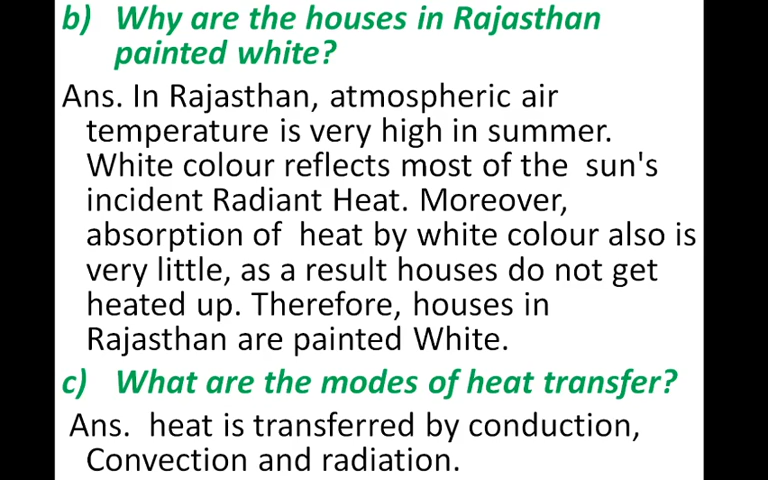 b) Why are the houses in Rajasthan
painted white?
Ans. In Rajasthan, atmospheric air
temperature is very high in summer.
White colour reflects most of the sun's
incident Radiant Heat. Moreover,
absorption of heat by white colour also is
very little, as a result houses do not get
heated up. Therefore, houses in
Rajasthan are painted White.
c) What are the modes of heat transfer?
Ans. heat is transferred by conduction,
Convection and radiation.